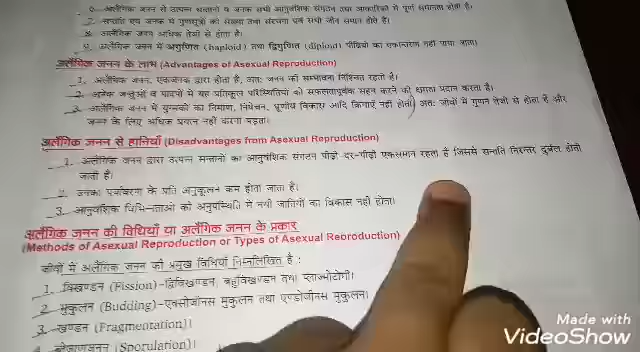 6. अलैंगिक जनन से उत्पन्न सन्तानों व जनक सभी आनुवंशिक संगठन तथा आकारिकी में पूर्ण समानता होती है।
7. सन्तति एवं जनक में गुणसूत्रों की संख्या तथा संरचना एवं सभी जीन समान होते हैं।
8. अलैंगिक जनन अधिक तेजी से होता है।
9. अलैंगिक जनन में अगुणित (haploid) तथा द्विगुणित (diploid) पीढ़ियों का एकान्तरण नहीं पाया जाता।
अलैंगिक जनन के लाभ (Advantages of Asexual Reproduction)
1. अलैंगिक जनन, एकजनक द्वारा होता है, अतः जनन की सम्भावना निश्चित रहती है।
2. अनेक जन्तुओं व पादपों में यह प्रतिकूल परिस्थितियों को सफलतापूर्वक सहन करने की क्षमता प्रदान करता है।
3. अलैंगिक जनन में युग्मकों का निर्माण, निषेचन, भ्रूणीय विकास आदि क्रियाएँ नहीं होतीं, अतः जीवों में गुणन तेजी से होता है और
जनन के लिए अधिक प्रयत्न नहीं करना पड़ता।
अलैंगिक जनन से हानियाँ (Disadvantages from Asexual Reproduction)
1. अलैंगिक जनन द्वारा उत्पन्न सन्तानों का आनुवंशिक संगठन पीढ़ी-दर-पीढ़ी एकसमान रहता है जिससे सन्तति निरन्तर दुर्बल होती
जाती है।
2. उनका पर्यावरण के प्रति अनुकूलन कम होता जाता है।
3. आनुवंशिक विभिन्नताओं की अनुपस्थिति में नयी जातियों का विकास नहीं होता।
अलैंगिक जनन की विधियाँ या अलैंगिक जनन के प्रकार
(Methods of Asexual Reproduction or Types of Asexual Reproduction)
जीवों में अलैंगिक जनन की प्रमुख विधियाँ निम्नलिखित हैं :
1. विखण्डन (Fission)-द्विविखण्डन, बहुविखण्डन तथा प्लाज्मोटोमी।
2. मुकुलन (Budding)-एक्सोजीनस मुकुलन तथा एण्डोजीनस मुकुलन।
3. खण्डन (Fragmentation)।
(Sporulation)।
Made with
VideoShow